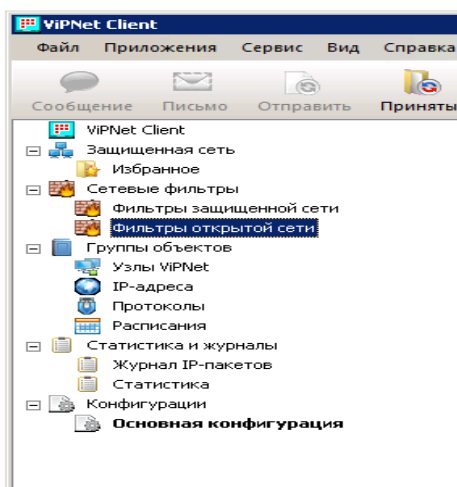 ViPNet Client
Файл Приложения Сервис Вид Справка
Сообщение Письмо Отправить Приняты
ViPNet Client
Защищенная сеть
Избранное
Сетевые фильтры
Фильтры защищенной сети
Фильтры открытой сети
Группы объектов
Узлы ViPNet
IP-адреса
Протоколы
Расписания
Статистика и журналы
Журнал IP-пакетов
Статистика
Конфигурации
Основная конфигурация